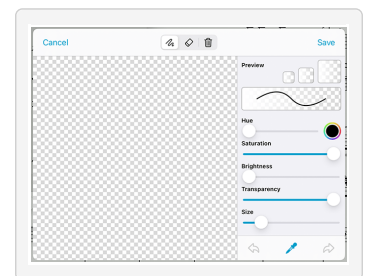 Cancel
Save
Preview
Hue
Saturation
Brightness
Transparency
Size